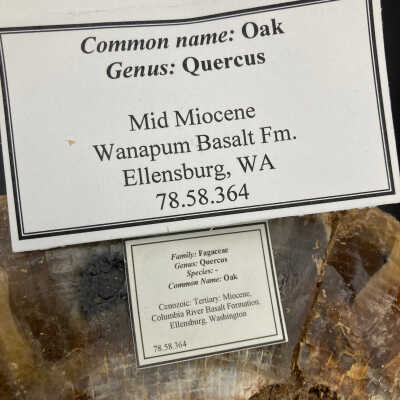 Common name: Oak
Genus: Quercus
Mid Miocene
Wanapum Basalt Fm.
Ellensburg, WA
78.58.364
Family: Fagaceae
Genus: Quercus
Species: -
Common Name: Oak
Cenozoic: Tertiary: Miocene,
Columbia River Basalt Formation,
Ellensburg, Washington
78.58.364